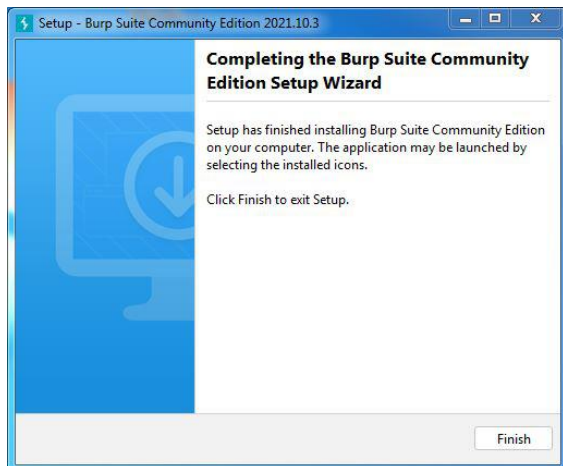 Setup - Burp Suite Community Edition 2021.10.3
Completing the Burp Suite Community
Edition Setup Wizard
Setup has finished installing Burp Suite Community Edition
on your computer. The application may be launched by
selecting the installed icons.
Click Finish to exit Setup.
Finish